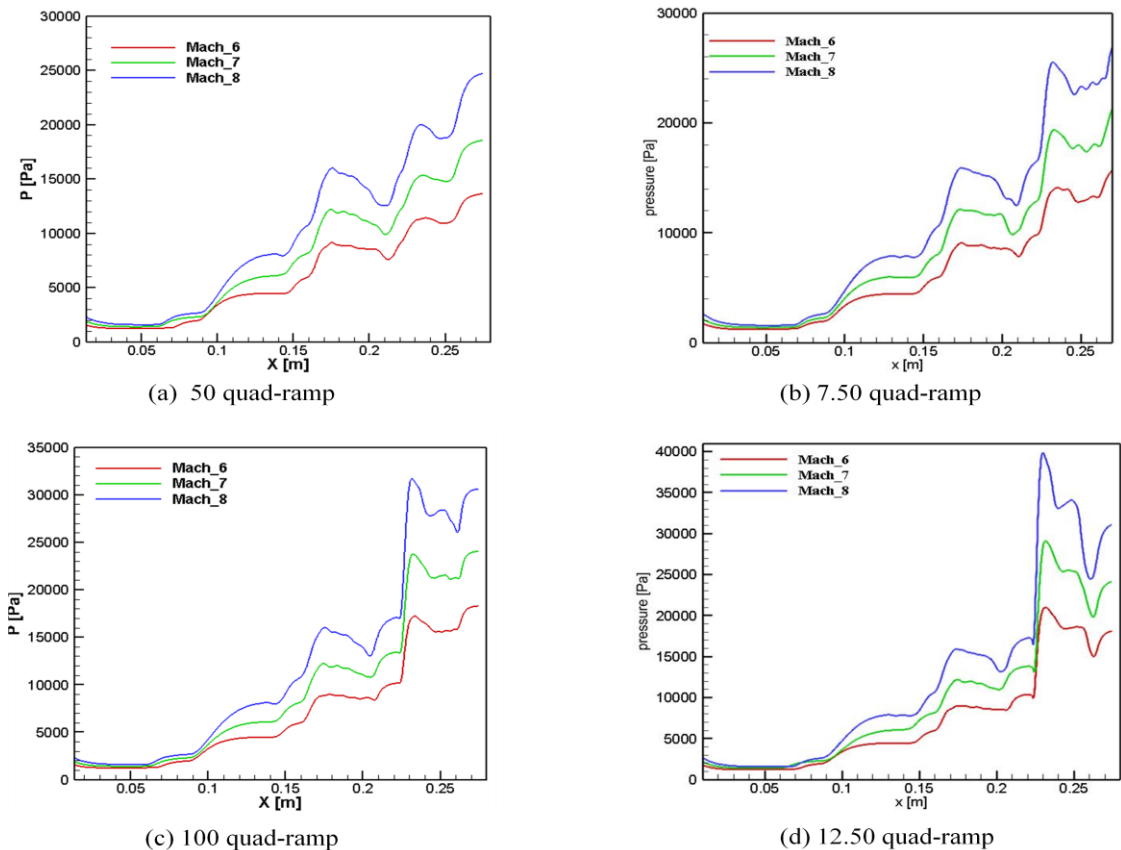 30000
25000
20000
15000
10000
5000
0
P [Pa]
Mach_6
Mach_7
Mach_8
0.05
0.1
0.15
0.2
0.25
X [m]
(a) 50 quad-ramp
30000
20000
10000
0
pressure [Pa]
Mach_6
Mach_7
Mach_8
0.05
0.1
0.15
0.2
0.25
x [m]
(b) 7.50 quad-ramp
35000
30000
25000
20000
15000
10000
5000
0
P [Pa]
Mach_6
Mach_7
Mach_8
0.05
0.1
0.15
0.2
0.25
X [m]
(c) 100 quad-ramp
40000
35000
30000
25000
20000
15000
10000
5000
0
pressure [Pa]
Mach_6
Mach_7
Mach_8
0.05
0.1
0.15
0.2
0.25
x [m]
(d) 12.50 quad-ramp